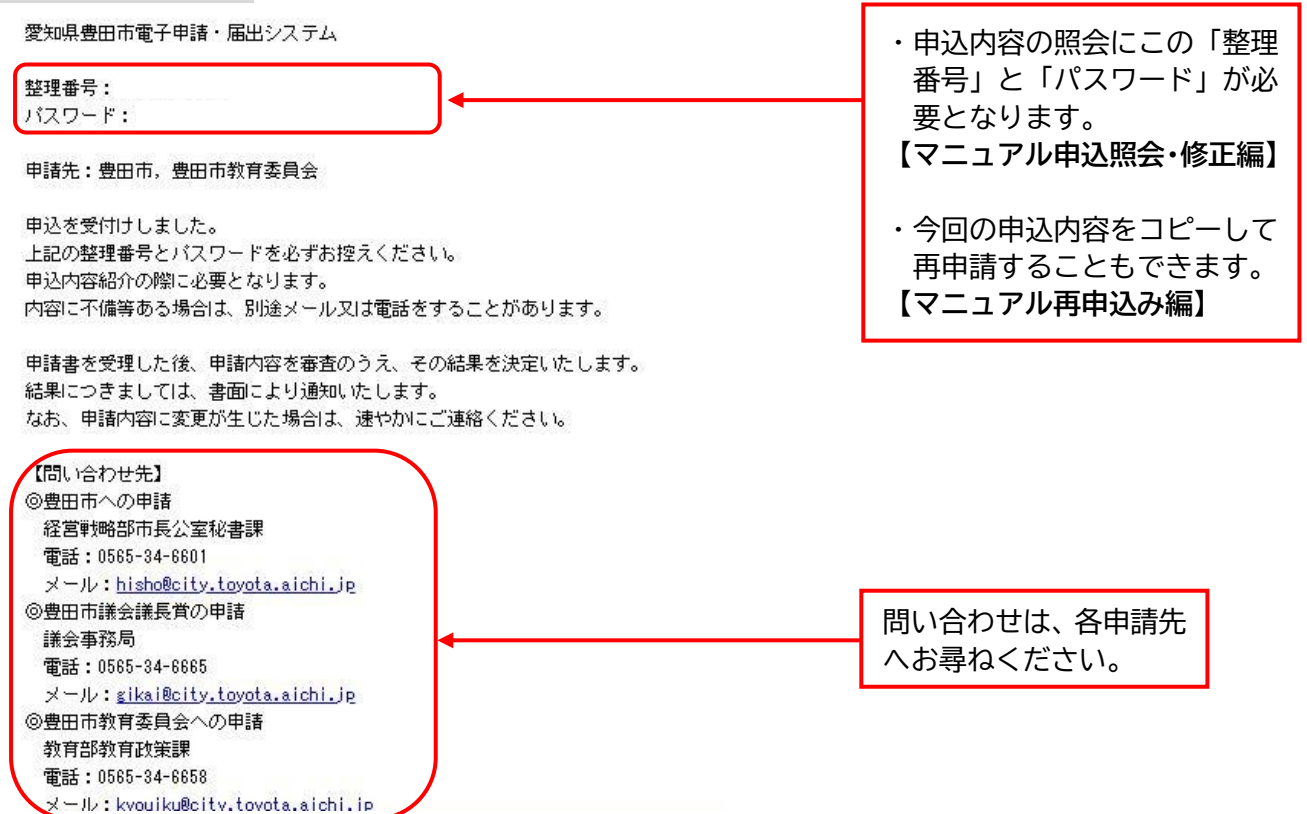 愛知県豊田市電子申請・届出システム
整理番号：
パスワード：
申請先：豊田市，豊田市教育委員会
申込を受付けしました。
上記の整理番号とパスワードを必ずお控えください。
申込内容紹介の際に必要となります。
内容に不備等ある場合は、別途メール又は電話をすることがあります。
申請書を受理した後、申請内容を審査のうえ、その結果を決定いたします。
結果につきましては、書面により通知いたします。
なお、申請内容に変更が生じた場合は、速やかにご連絡ください。
【問い合わせ先】
◎豊田市への申請
経営戦略部市長公室秘書課
電話：0565-34-6601
メール：hisho@city.toyota.aichi.jp
◎豊田市議会議長賞の申請
議会事務局
電話：0565-34-6665
メール：gikai@city.toyota.aichi.jp
◎豊田市教育委員会への申請
教育部教育政策課
電話：0565-34-6658
メール：kyouiku@city.toyota.aichi.jp
・申込内容の照会にこの「整理
番号」と「パスワード」が必
要となります。
【マニュアル申込照会・修正編】
・今回の申込内容をコピーして
再申請することもできます。
【マニュアル再申込み編】
問い合わせは、各申請先
へお尋ねください。